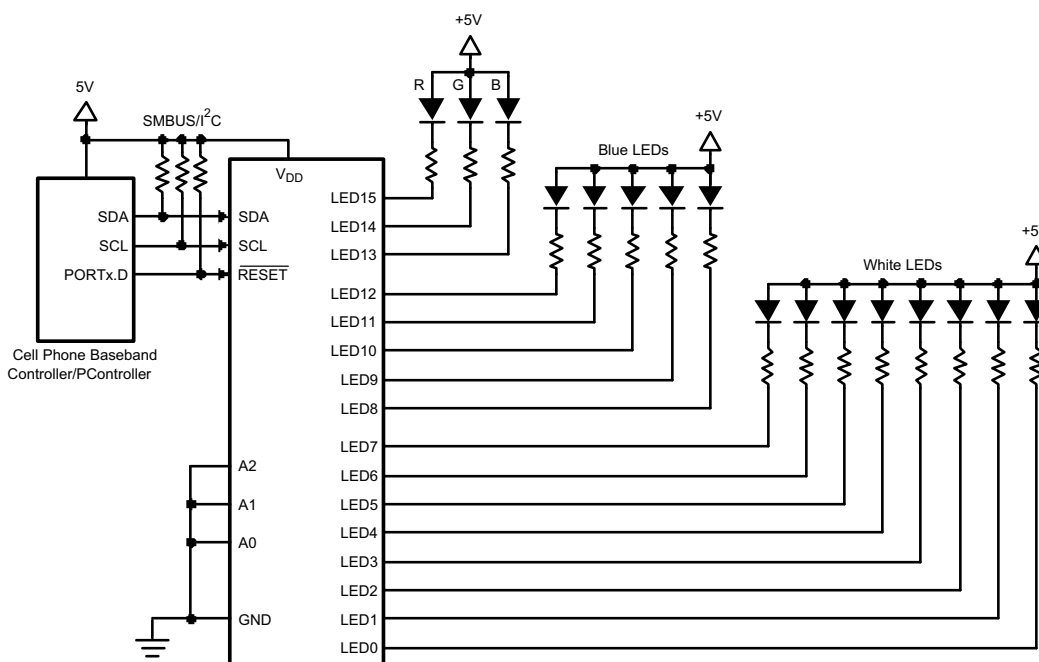 +5V
5V
SMBUS/I²C
R
G
B
+5V
Blue LEDs
V_DD
SDA
SCL
PORTx.D
SDA
SCL
RESET
Cell Phone Baseband
Controller/PController
LED15
LED14
LED13
LED12
LED11
LED10
LED9
LED8
LED7
LED6
LED5
LED4
LED3
LED2
LED1
LED0
+5V
White LEDs
A2
A1
A0
GND